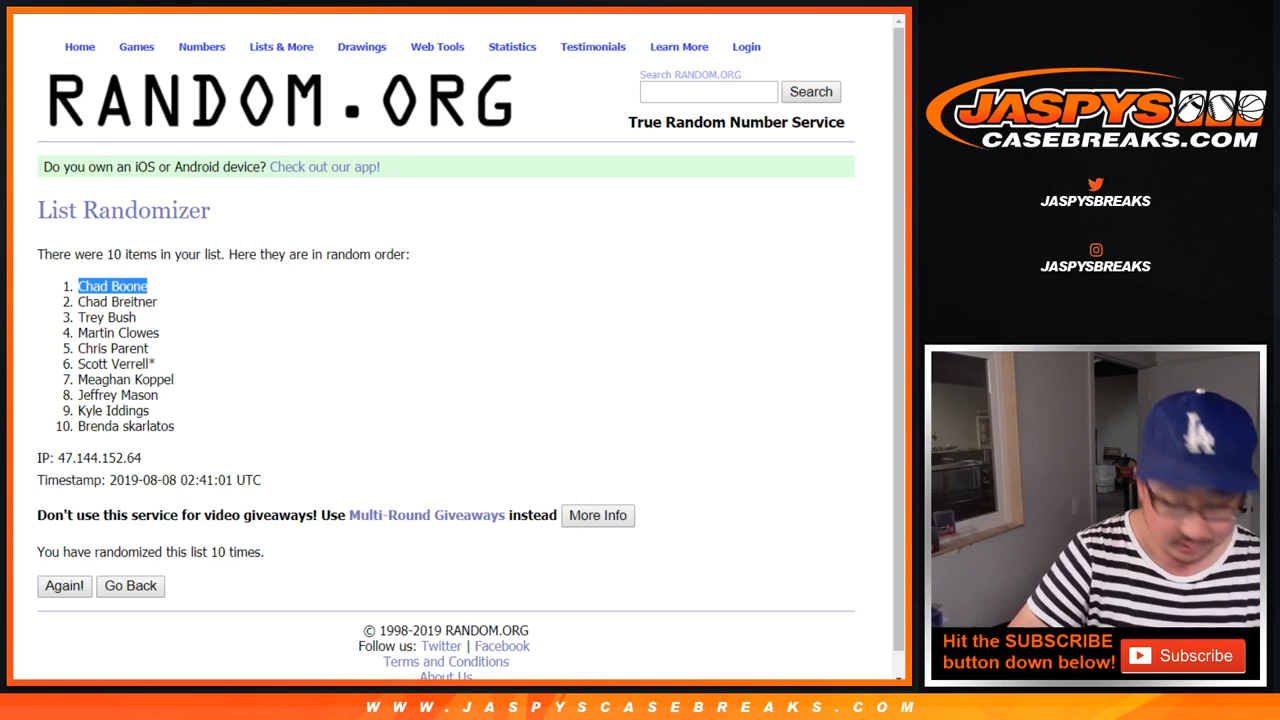 Home Games Numbers Lists & More Drawings Web Tools Statistics Testimonials Learn More Login
RANDOM.ORG
Search RANDOM.ORG
Search
True Random Number Service
Do you own an iOS or Android device? Check out our app!
List Randomizer
There were 10 items in your list. Here they are in random order:
1. Chad Boone
2. Chad Breitner
3. Trey Bush
4. Martin Clowes
5. Chris Parent
6. Scott Verrell*
7. Meaghan Koppel
8. Jeffrey Mason
9. Kyle Iddings
10. Brenda skarlatos
IP: 47.144.152.64
Timestamp: 2019-08-08 02:41:01 UTC
Don't use this service for video giveaways! Use Multi-Round Giveaways instead More Info
You have randomized this list 10 times.
Again! Go Back
© 1998-2019 RANDOM.ORG
Follow us: Twitter | Facebook
Terms and Conditions
About Us
JASPYS
CASEBREAKS.COM
JASPYSBREAKS
JASPYSBREAKS
LA
Hit the SUBSCRIBE
button down below!
Subscribe
WWW.JASPYSCASEBREAKS.COM